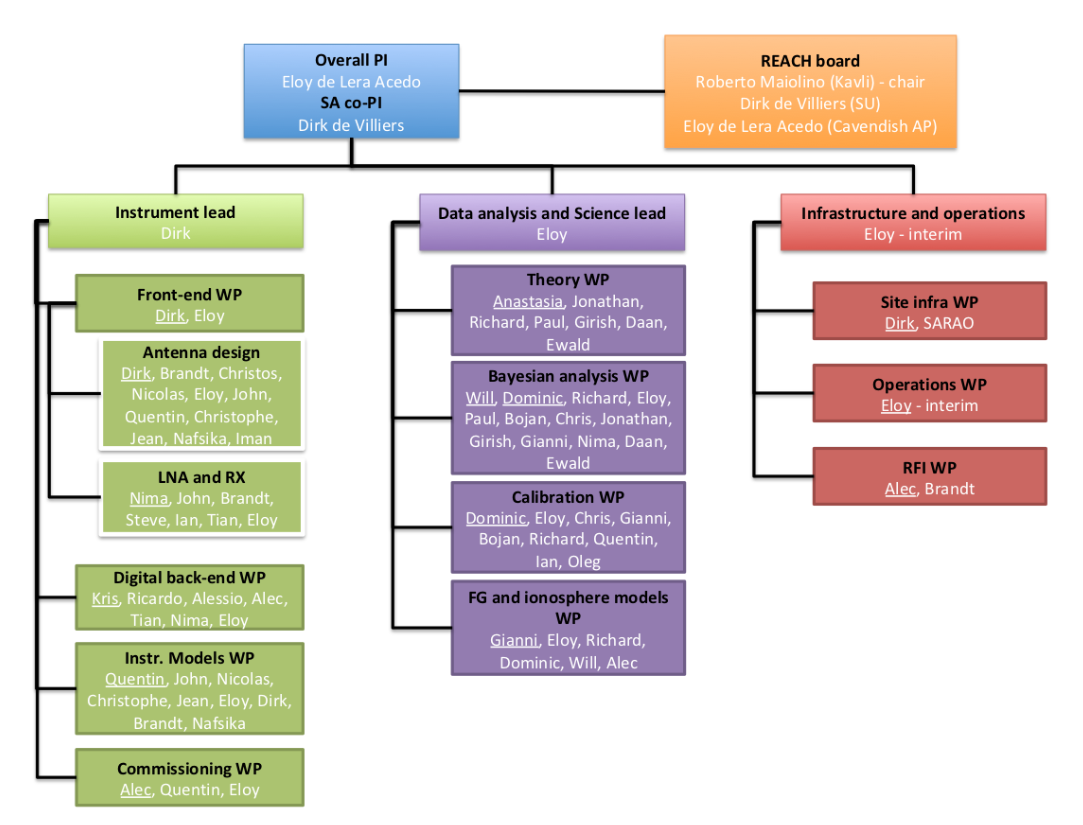 Overall PI
Eloy de Lera Acedo
SA co-PI
Dirk de Villiers
REACH board
Roberto Maiolino (Kavli) - chair
Dirk de Villiers (SU)
Eloy de Lera Acedo (Cavendish AP)
Instrument lead
Dirk
Front-end WP
Dirk, Eloy
Antenna design
Dirk, Brandt, Christos,
Nicolas, Eloy, John,
Quentin, Christophe,
Jean, Nafsika, Iman
LNA and RX
Nima, John, Brandt,
Steve, Ian, Tian, Eloy
Digital back-end WP
Kris, Ricardo, Alessio, Alec,
Tian, Nima, Eloy
Instr. Models WP
Quentin, John, Nicolas,
Christophe, Jean, Eloy, Dirk,
Brandt, Nafsika
Commissioning WP
Alec, Quentin, Eloy
Data analysis and Science lead
Eloy
Theory WP
Anastasia, Jonathan,
Richard, Paul, Girish, Daan,
Ewald
Bayesian analysis WP
Will, Dominic, Richard, Eloy,
Paul, Bojan, Chris, Jonathan,
Girish, Gianni, Nima, Daan,
Ewald
Calibration WP
Dominic, Eloy, Chris, Gianni,
Bojan, Richard, Quentin,
Ian, Oleg
FG and ionosphere models
WP
Gianni, Eloy, Richard,
Dominic, Will, Alec
Infrastructure and operations
Eloy - interim
Site infra WP
Dirk, SARAO
Operations WP
Eloy - interim
RFI WP
Alec, Brandt